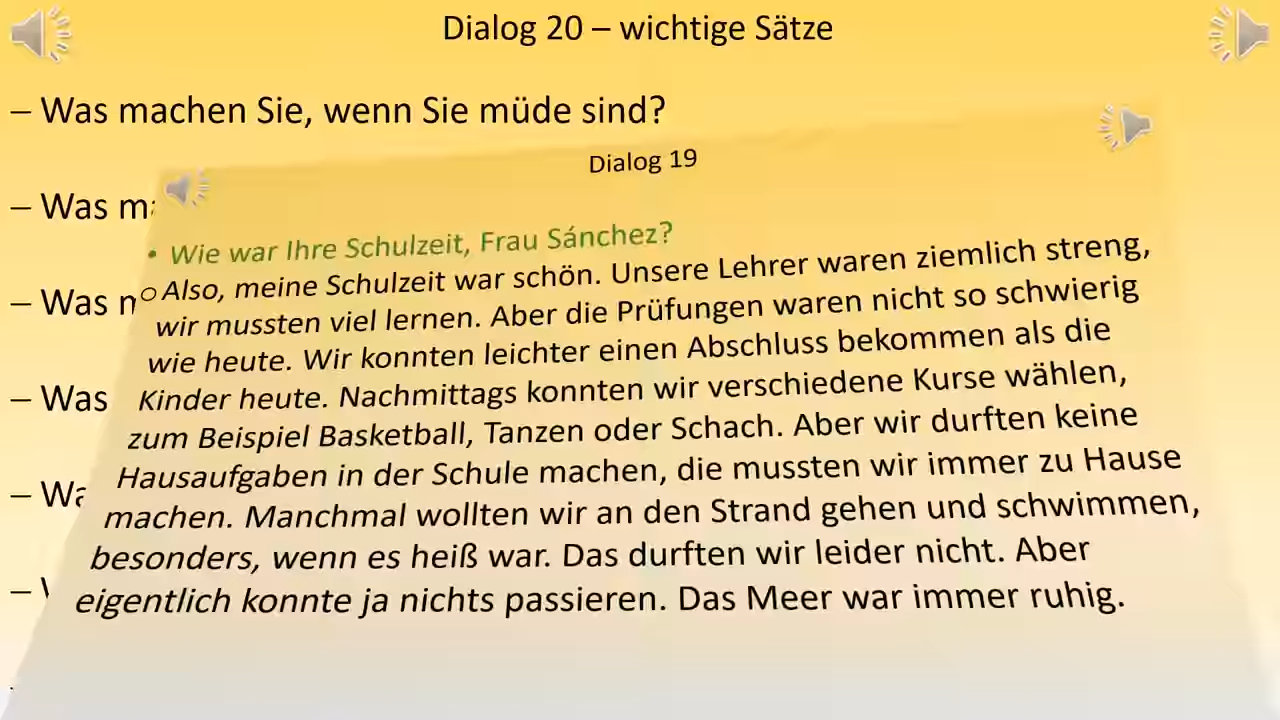 Dialog 20 – wichtige Sätze
– Was machen Sie, wenn Sie müde sind?
– Was
– Was
– Was
Dialog 19
• Wie war Ihre Schulzeit, Frau Sánchez?
○ Also, meine Schulzeit war schön. Unsere Lehrer waren ziemlich streng,
wir mussten viel lernen. Aber die Prüfungen waren nicht so schwierig
wie heute. Wir konnten leichter einen Abschluss bekommen als die
Kinder heute. Nachmittags konnten wir verschiedene Kurse wählen,
zum Beispiel Basketball, Tanzen oder Schach. Aber wir durften keine
Hausaufgaben in der Schule machen, die mussten wir immer zu Hause
machen. Manchmal wollten wir an den Strand gehen und schwimmen,
besonders, wenn es heiß war. Das durften wir leider nicht. Aber
eigentlich konnte ja nichts passieren. Das Meer war immer ruhig.